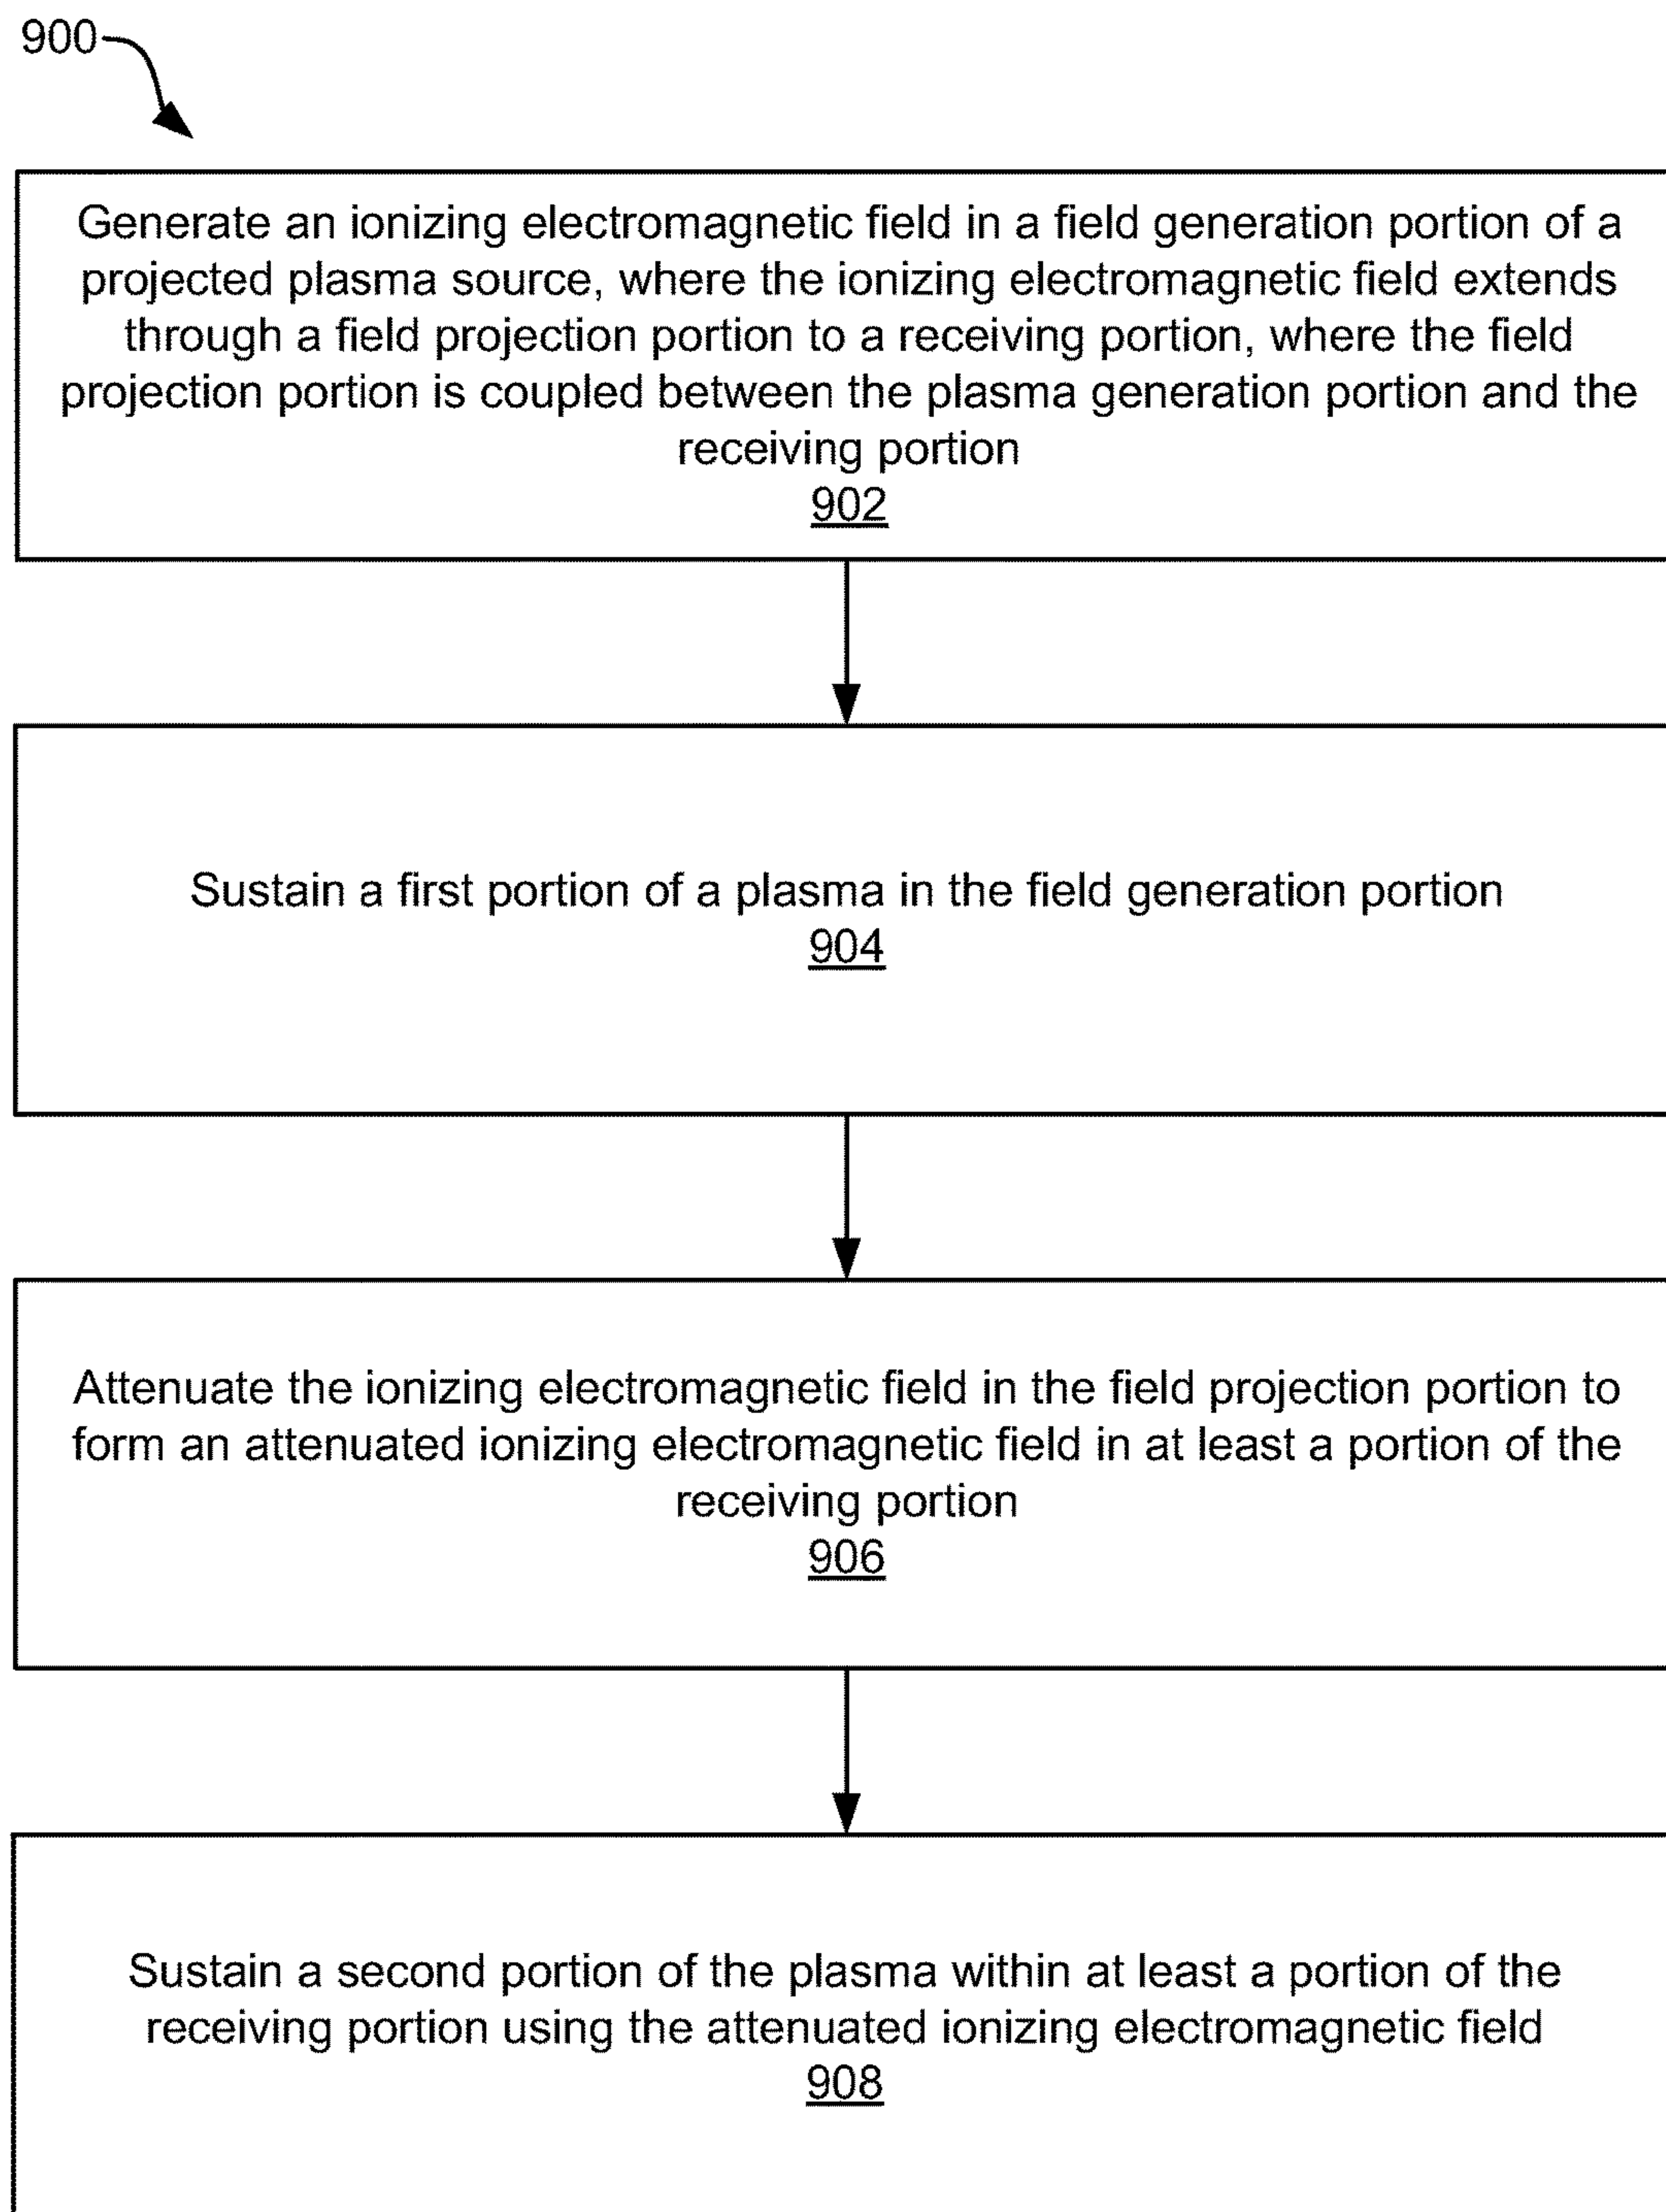 900
Generate an ionizing electromagnetic field in a field generation portion of a
projected plasma source, where the ionizing electromagnetic field extends
through a field projection portion to a receiving portion, where the field
projection portion is coupled between the plasma generation portion and the
receiving portion
902
Sustain a first portion of a plasma in the field generation portion
904
Attenuate the ionizing electromagnetic field in the field projection portion to
form an attenuated ionizing electromagnetic field in at least a portion of the
receiving portion
906
Sustain a second portion of the plasma within at least a portion of the
receiving portion using the attenuated ionizing electromagnetic field
908